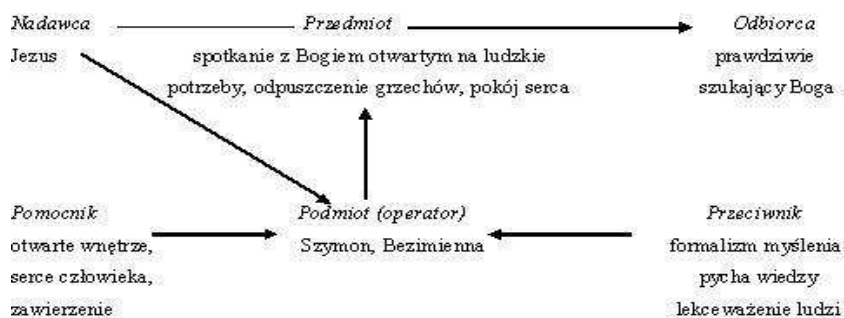 Nadawca Przedmiot Odbiorca
Jezus spotkanie z Bogiem otwartym na ludzkie prawdziwie
potrzeby, odpuszczenie grzechów, pokój serca szukający Boga
Pomocnik Podmiot (operator) Przeciwnik
otwarte wnętrze, Szymon, Bezimienna formalizm myślenia
serce człowieka, pycha wiedzy
zawierzenie lekceważenie ludzi